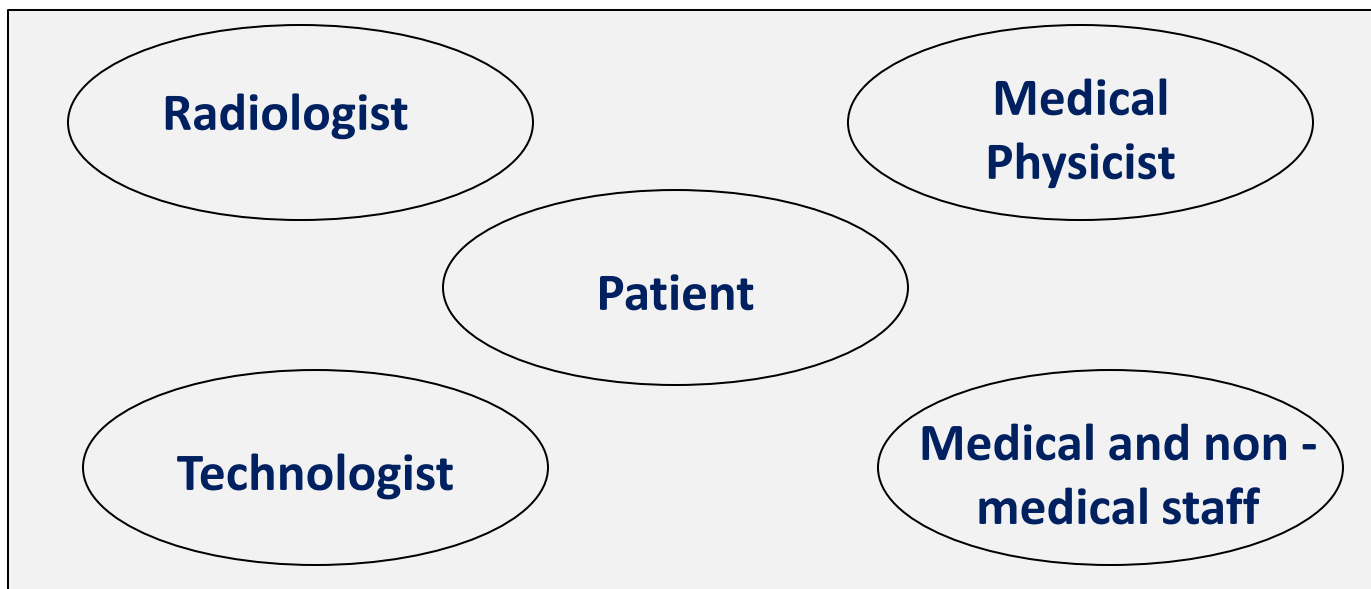 Radiologist
Medical
Physicist
Patient
Technologist
Medical and non -
medical staff